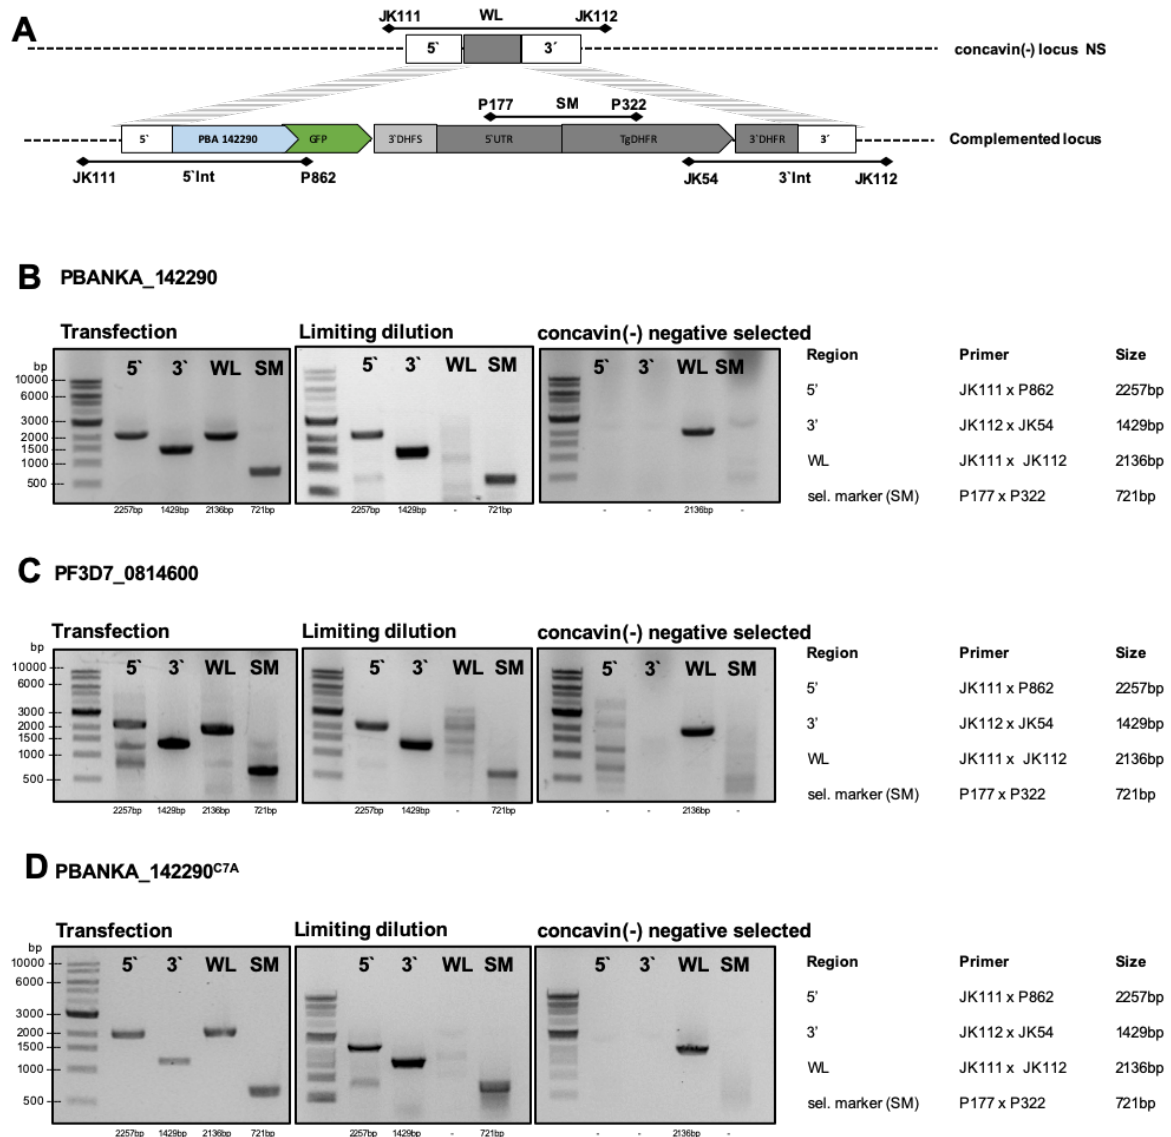 A
JK111 WL JK112
5` 3´ concavin(-) locus NS
P177 SM P322
5` PBA 142290 GFP 3`DHFS 5`UTR TgDHFR 3`DHFR 3´ Complemented locus
JK111 5`Int P862 JK54 3`Int JK112
B PBANKA_142290
Transfection Limiting dilution concavin(-) negative selected
bp 5` 3` WL SM 5` 3` WL SM 5` 3` WL SM
10000
6000
3000
2000
1500
1000
500
2257bp 1429bp 2136bp 721bp 2257bp 1429bp - 721bp - - 2136bp -
Region Primer Size
5' JK111 x P862 2257bp
3' JK112 x JK54 1429bp
WL JK111 x JK112 2136bp
sel. marker (SM) P177 x P322 721bp
C PF3D7_0814600
Transfection Limiting dilution concavin(-) negative selected
bp 5` 3` WL SM 5` 3` WL SM 5` 3` WL SM
10000
6000
3000
2000
1500
1000
500
2257bp 1429bp 2136bp 721bp 2257bp 1429bp - 721bp - - 2136bp -
Region Primer Size
5' JK111 x P862 2257bp
3' JK112 x JK54 1429bp
WL JK111 x JK112 2136bp
sel. marker (SM) P177 x P322 721bp
D PBANKA_142290C7A
Transfection Limiting dilution concavin(-) negative selected
bp 5` 3` WL SM 5` 3` WL SM 5` 3` WL SM
10000
6000
3000
2000
1500
1000
500
2257bp 1429bp 2136bp 721bp 2257bp 1429bp - 721bp - - 2136bp -
Region Primer Size
5' JK111 x P862 2257bp
3' JK112 x JK54 1429bp
WL JK111 x JK112 2136bp
sel. marker (SM) P177 x P322 721bp